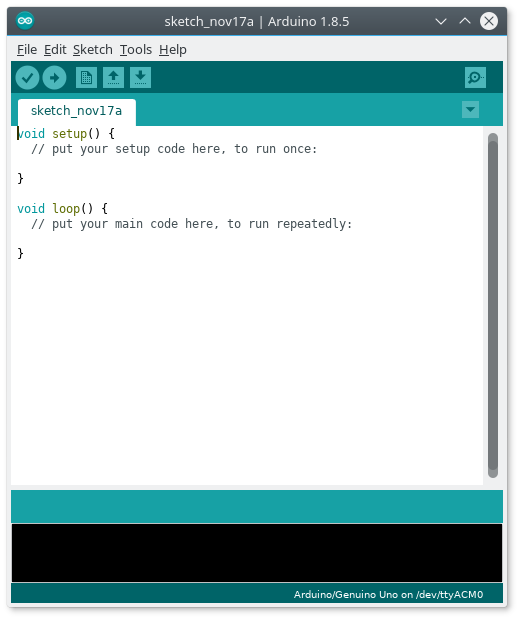 sketch_nov17a | Arduino 1.8.5
File Edit Sketch Tools Help
sketch_nov17a
void setup() {
  // put your setup code here, to run once:
}
void loop() {
  // put your main code here, to run repeatedly:
}
Arduino/Genuino Uno on /dev/ttyACM0